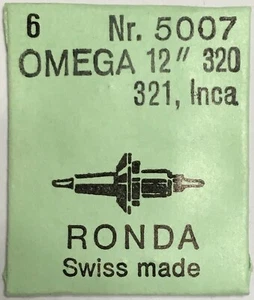 6 Nr. 5007
OMEGA 12‴ 320
321, Inca
RONDA
Swiss made